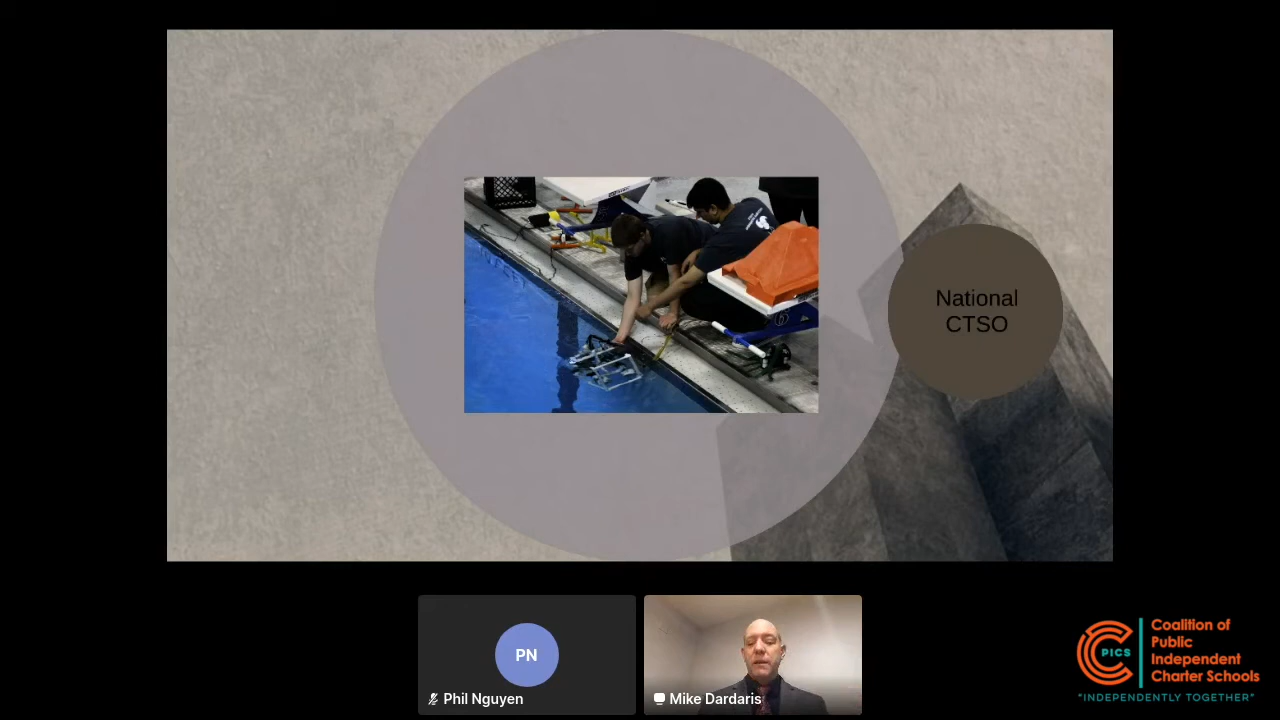 National
CTSO
PN
Phil Nguyen
Mike Dardaris
PICS
Coalition of
Public
Independent
Charter Schools
"INDEPENDENTLY TOGETHER"